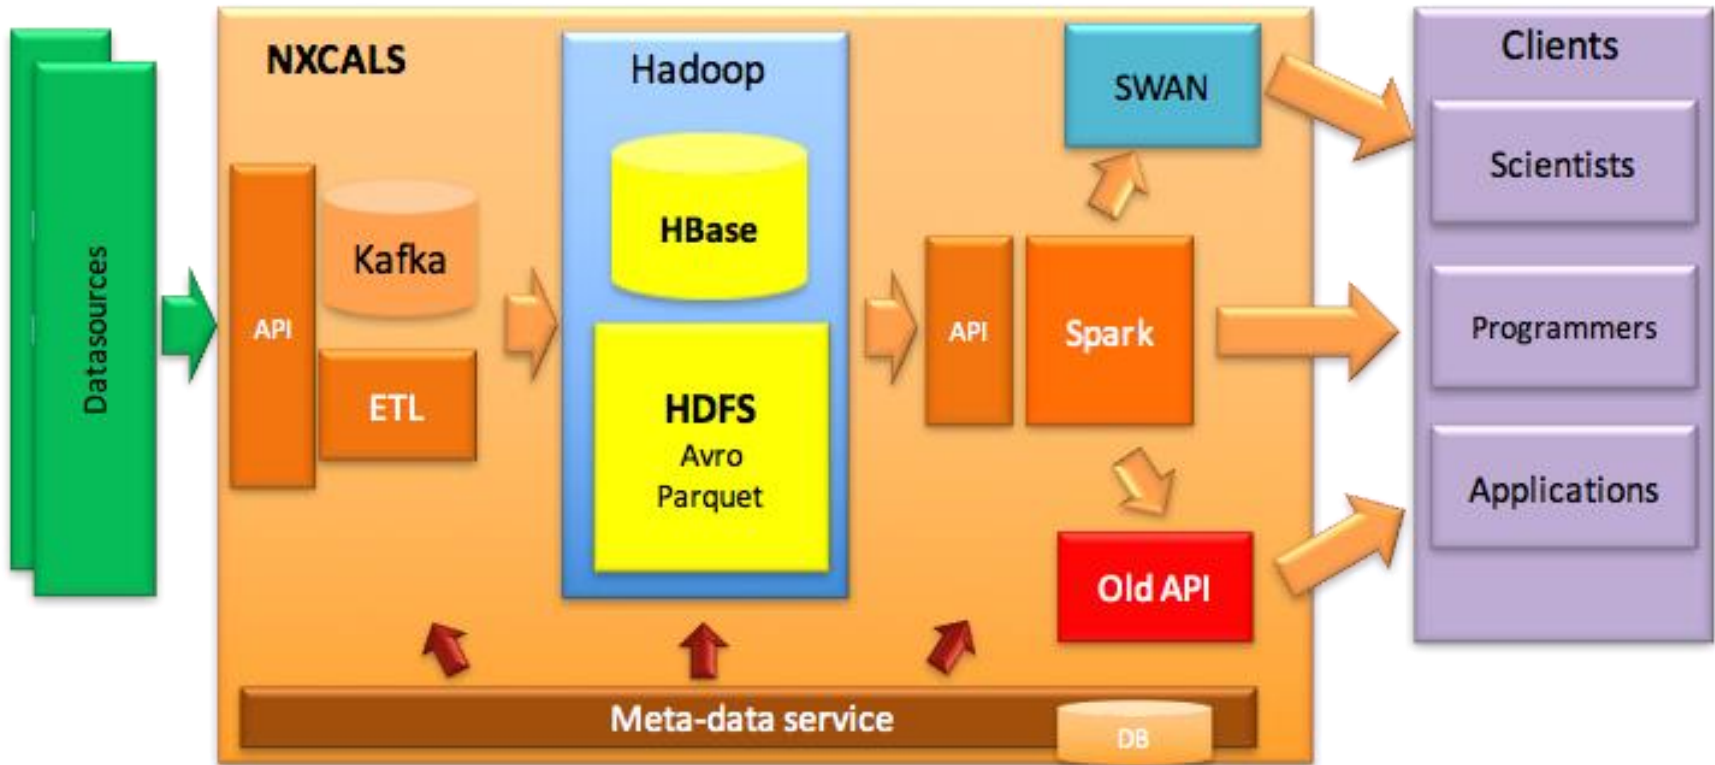 NXCALS
Datasources
API
Kafka
ETL
Hadoop
HBase
HDFS
Avro
Parquet
API
Spark
SWAN
Old API
Clients
Scientists
Programmers
Applications
Meta-data service
DB